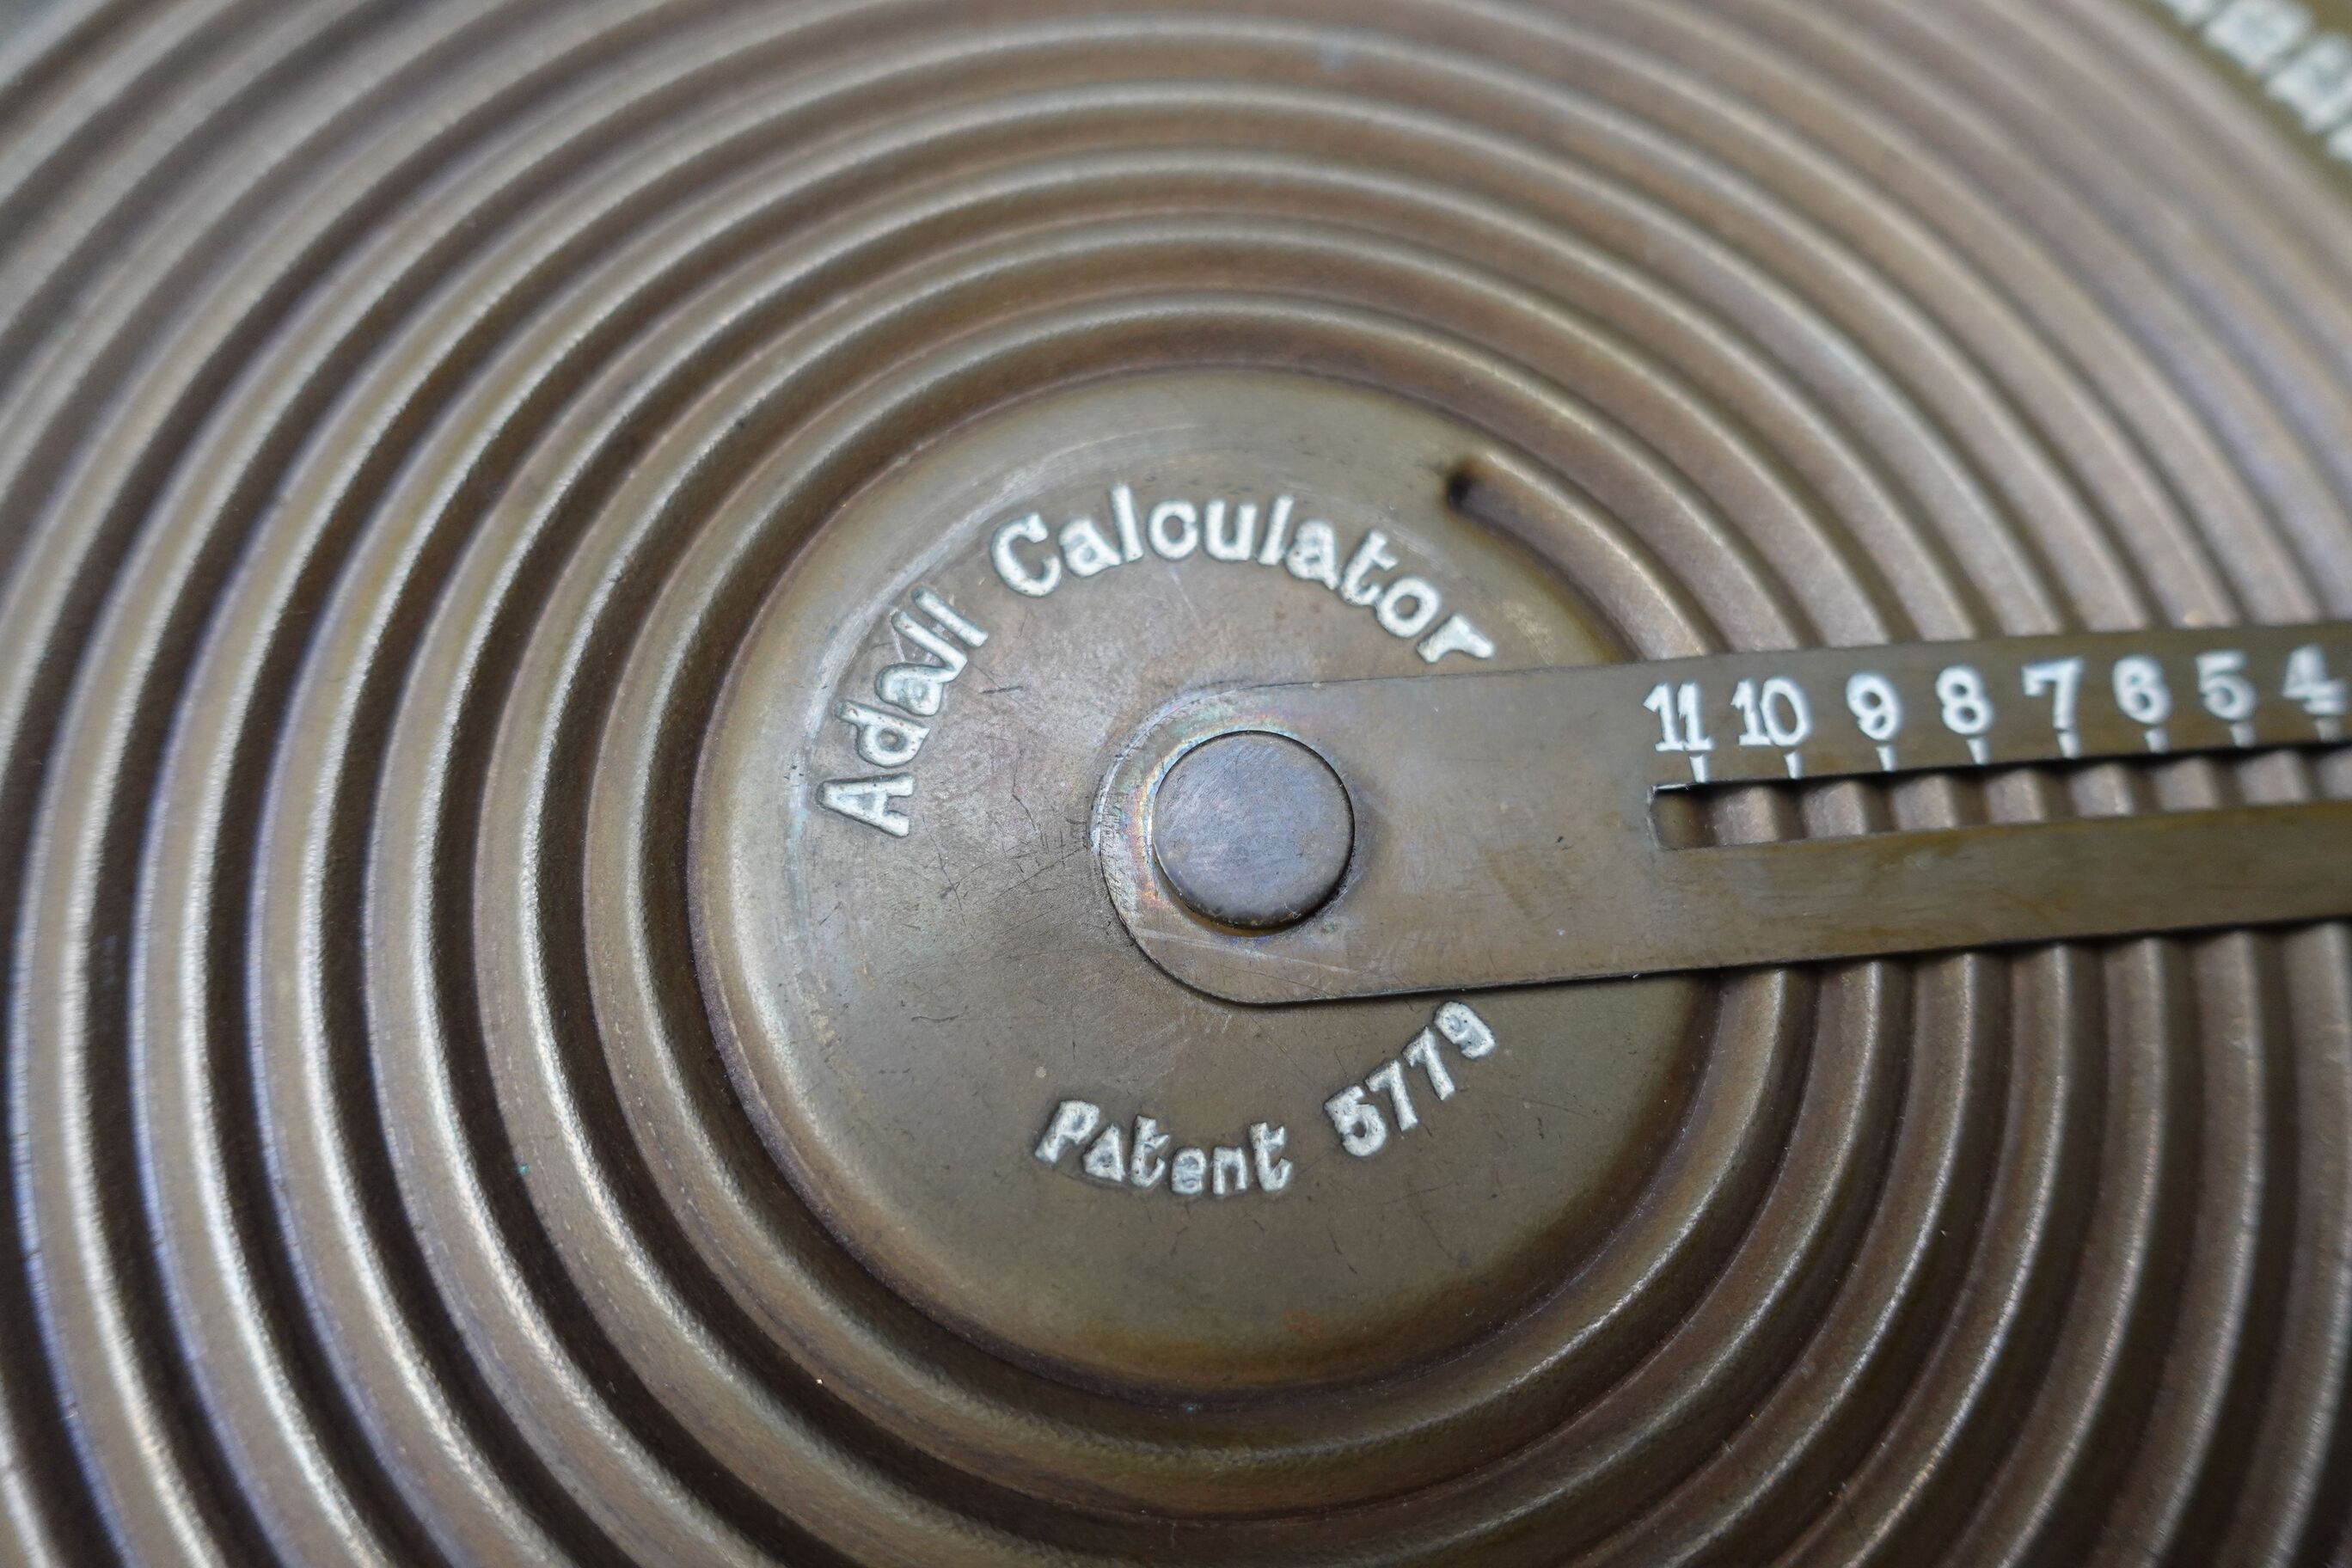 Adall Calculator
11 10 9 8 7 6 5 4
Patent 5779